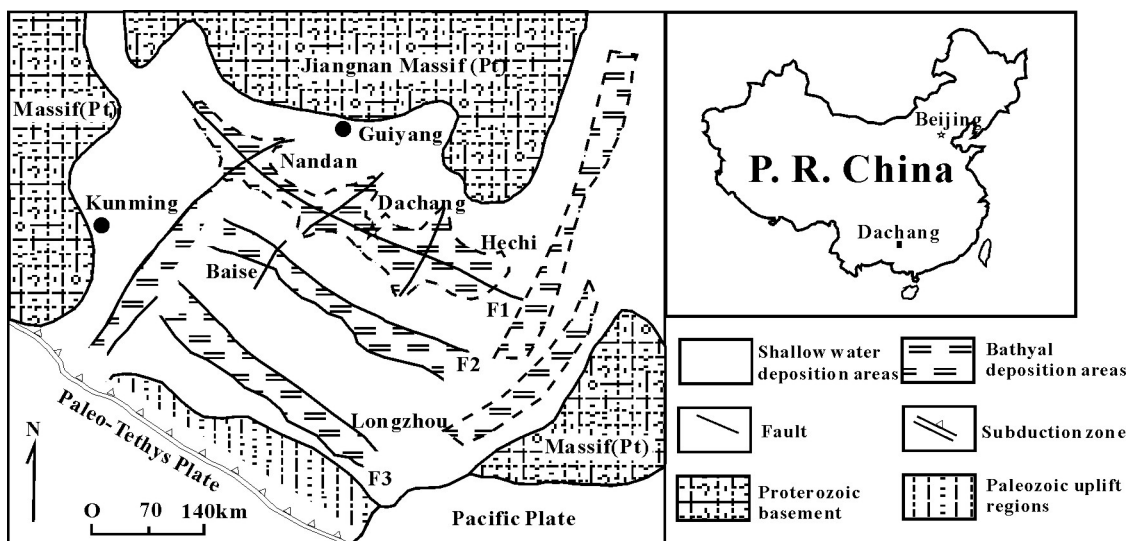 Jiangnan Massif (Pt)
Massif(Pt)
Guiyang
Nandan
Kunming
Dachang
Hechi
Baise
F1
F2
Longzhou
Massif(Pt)
F3
Paleo-Tethys Plate
Pacific Plate
N
O 70 140km
Beijing
P. R. China
Dachang
Shallow water
deposition areas
Bathyal
deposition areas
Fault
Subduction zone
Proterozoic
basement
Paleozoic uplift
regions